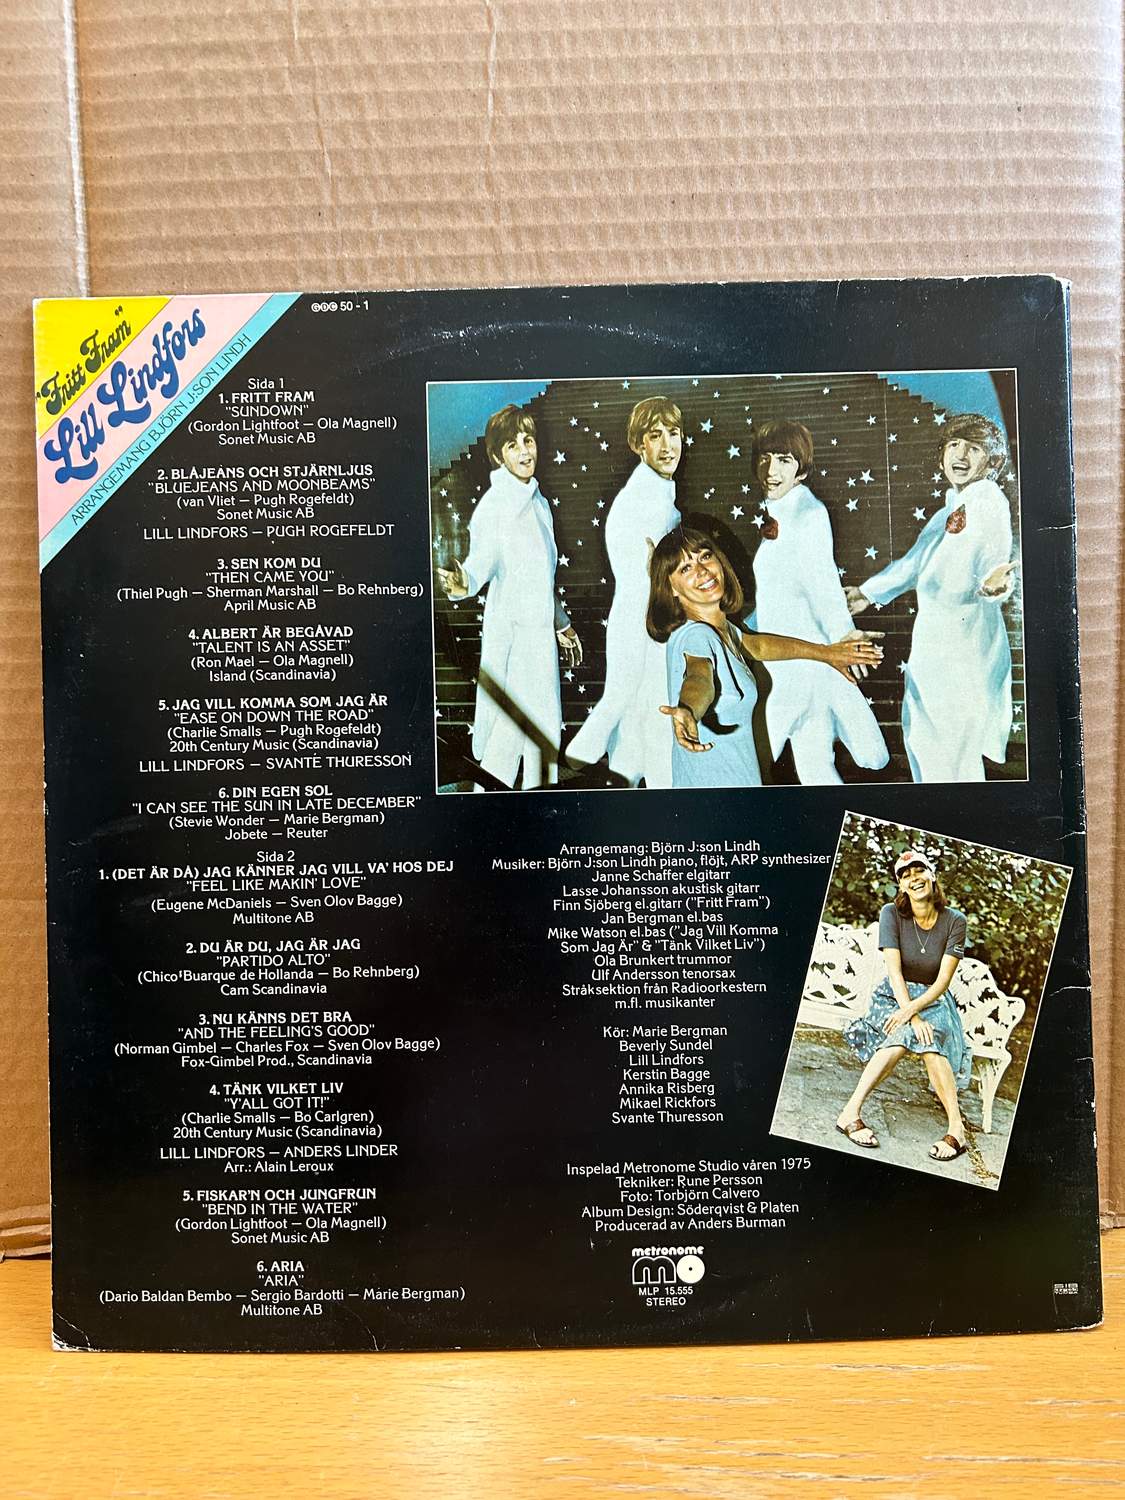 "Fritt Fram"
Lill Lindfors
ARRANGEMANG BJÖRN J:SON LINDH
GDC 50 - 1
Sida 1
1. FRITT FRAM
"SUNDOWN"
(Gordon Lightfoot — Ola Magnell)
Sonet Music AB
2. BLÅJEANS OCH STJÄRNLJUS
"BLUEJEANS AND MOONBEAMS"
(van Vliet — Pugh Rogefeldt)
Sonet Music AB
LILL LINDFORS — PUGH ROGEFELDT
3. SEN KOM DU
"THEN CAME YOU"
(Thiel Pugh — Sherman Marshall — Bo Rehnberg)
April Music AB
4. ALBERT ÄR BEGÅVAD
"TALENT IS AN ASSET"
(Ron Mael — Ola Magnell)
Island (Scandinavia)
5. JAG VILL KOMMA SOM JAG ÄR
"EASE ON DOWN THE ROAD"
(Charlie Smalls — Pugh Rogefeldt)
20th Century Music (Scandinavia)
LILL LINDFORS — SVANTE THURESSON
6. DIN EGEN SOL
"I CAN SEE THE SUN IN LATE DECEMBER"
(Stevie Wonder — Marie Bergman)
Jobete — Reuter
Sida 2
1. (DET ÄR DÅ) JAG KÄNNER JAG VILL VA' HOS DEJ
"FEEL LIKE MAKIN' LOVE"
(Eugene McDaniels — Sven Olov Bagge)
Multitone AB
2. DU ÄR DU, JAG ÄR JAG
"PARTIDO ALTO"
(Chico Buarque de Hollanda — Bo Rehnberg)
Cam Scandinavia
3. NU KÄNNS DET BRA
"AND THE FEELING'S GOOD"
(Norman Gimbel — Charles Fox — Sven Olov Bagge)
Fox-Gimbel Prod., Scandinavia
4. TÄNK VILKET LIV
"Y'ALL GOT IT!"
(Charlie Smalls — Bo Carlgren)
20th Century Music (Scandinavia)
LILL LINDFORS — ANDERS LINDER
Arr.: Alain Leroux
5. FISKAR'N OCH JUNGFRUN
"BEND IN THE WATER"
(Gordon Lightfoot — Ola Magnell)
Sonet Music AB
6. ARIA
"ARIA"
(Dario Baldan Bembo — Sergio Bardotti — Marie Bergman)
Multitone AB
Arrangemang: Björn J:son Lindh
Musiker: Björn J:son Lindh piano, flöjt, ARP synthesizer
Janne Schaffer elgitarr
Lasse Johansson akustisk gitarr
Finn Sjöberg el.gitarr ("Fritt Fram")
Jan Bergman el.bas
Mike Watson el.bas ("Jag Vill Komma
Som Jag Är" & "Tänk Vilket Liv")
Ola Brunkert trummor
Ulf Andersson tenorsax
Stråksektion från Radioorkestern
m.fl. musikanter
Kör: Marie Bergman
Beverly Sundel
Lill Lindfors
Kerstin Bagge
Annika Risberg
Mikael Rickfors
Svante Thuresson
Inspelad Metronome Studio våren 1975
Tekniker: Rune Persson
Foto: Torbjörn Calvero
Album Design: Söderqvist & Platen
Producerad av Anders Burman
metronome
MLP 15.555
STEREO